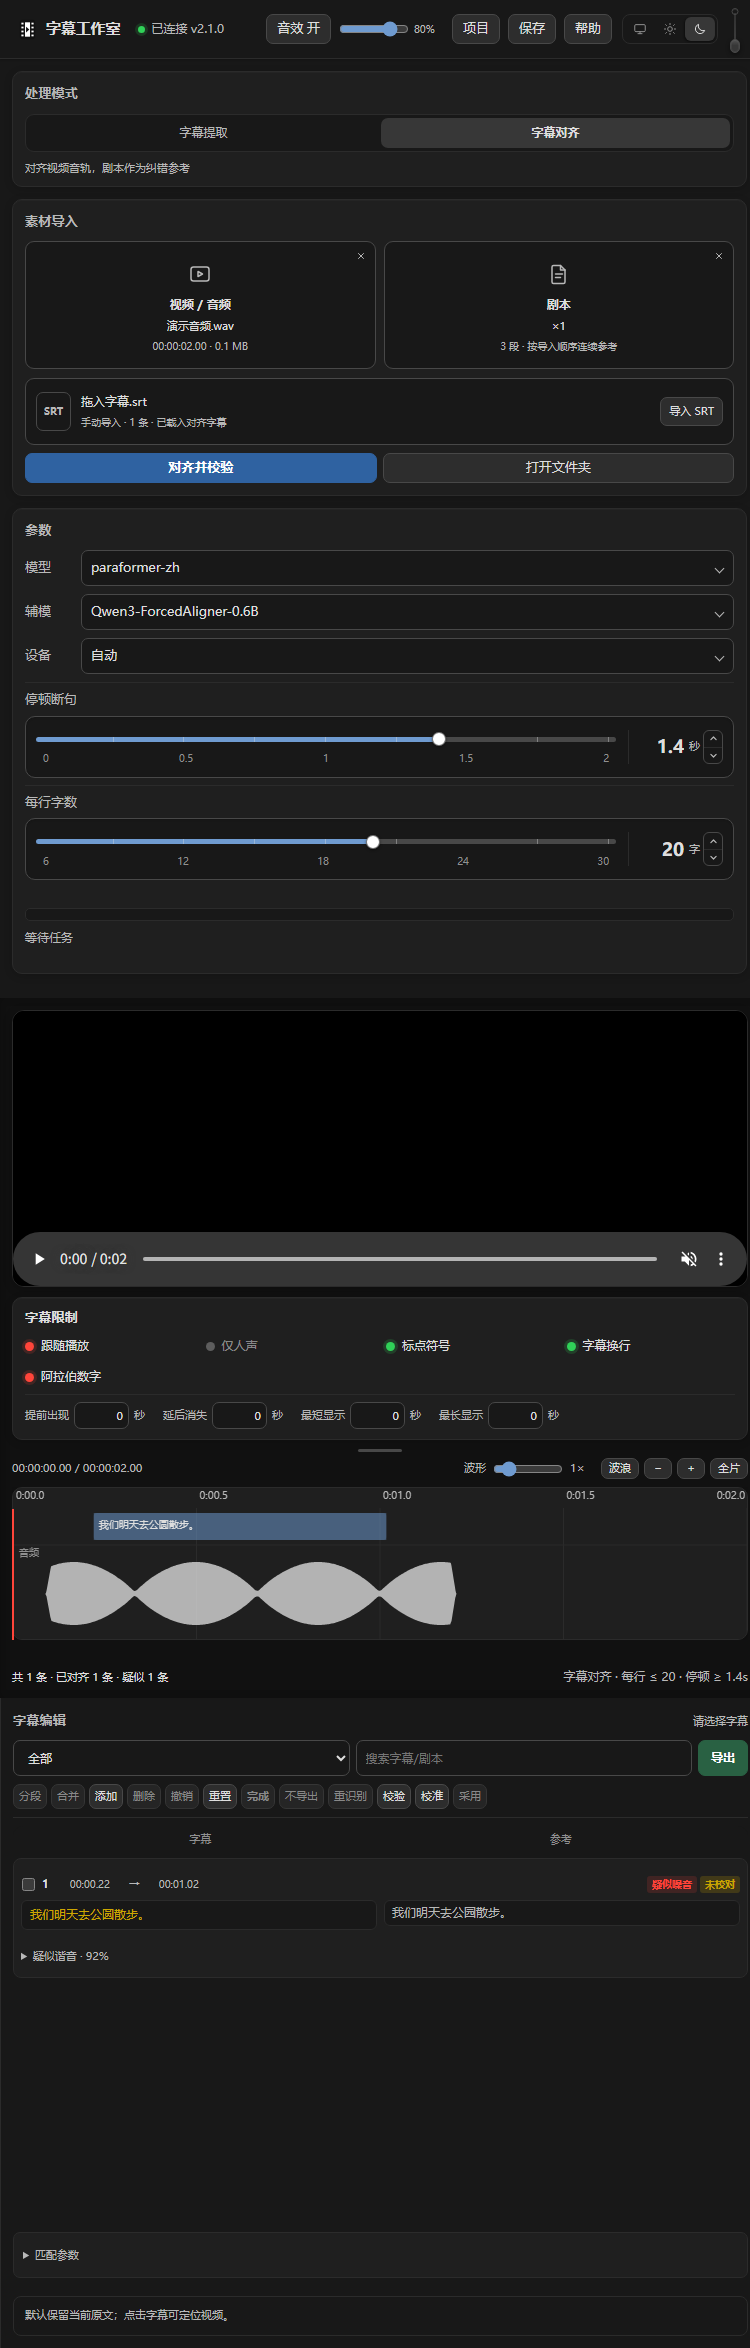 字幕工作室 已连接 v2.1.0 音效 开 80% 项目 保存 帮助
处理模式
字幕提取 字幕对齐
对齐视频音轨，剧本作为纠错参考
素材导入
× ×
视频 / 音频 剧本
演示音频.wav ×1
00:00:02.00 · 0.1 MB 3 段 · 按导入顺序连续参考
SRT 拖入字幕.srt 导入 SRT
手动导入 · 1 条 · 已载入对齐字幕
对齐并校验 打开文件夹
参数
模型 paraformer-zh
辅模 Qwen3-ForcedAligner-0.6B
设备 自动
停顿断句
1.4 秒
0 0.5 1 1.5 2
每行字数
20 字
6 12 18 24 30
等待任务
0:00 / 0:02
字幕限制
跟随播放 仅人声 标点符号 字幕换行
阿拉伯数字
提前出现 0 秒 延后消失 0 秒 最短显示 0 秒 最长显示 0 秒
00:00:00.00 / 00:00:02.00 波形 1× 波浪 − + 全片
0:00.0 0:00.5 0:01.0 0:01.5 0:02.0
我们明天去公圆散步。
音频
共 1 条 · 已对齐 1 条 · 疑似 1 条 字幕对齐 · 每行 ≤ 20 · 停顿 ≥ 1.4s
字幕编辑 请选择字幕
全部 搜索字幕/剧本 导出
分段 合并 添加 删除 撤销 重置 完成 不导出 重识别 校验 校准 采用
字幕 参考
1 00:00.22 → 00:01.02 疑似噪音 未校对
我们明天去公圆散步。 我们明天去公园散步。
疑似谐音 · 92%
匹配参数
默认保留当前原文；点击字幕可定位视频。